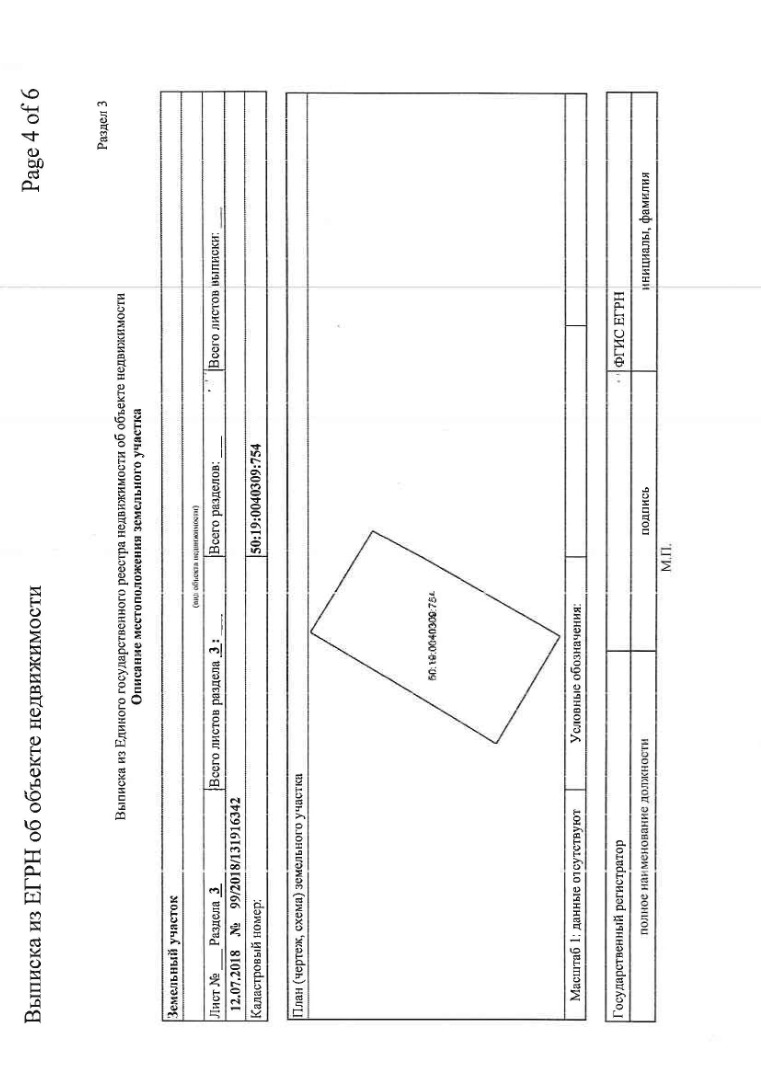 Выписка из ЕГРН об объекте недвижимости Page 4 of 6
Раздел 3
Выписка из Единого государственного реестра недвижимости об объекте недвижимости
Описание местоположения земельного участка
Земельный участок
(вид объекта недвижимости)
Лист № ___ Раздела 3 Всего листов раздела 3: ___ Всего разделов: ___ Всего листов выписки: ___
12.07.2018 № 99/2018/131916342
Кадастровый номер: 50:19:0040309:754
План (чертеж, схема) земельного участка
50:19:0040309:754
Масштаб 1: данные отсутствуют Условные обозначения:
Государственный регистратор ФГИС ЕГРН
полное наименование должности подпись инициалы, фамилия
М.П.